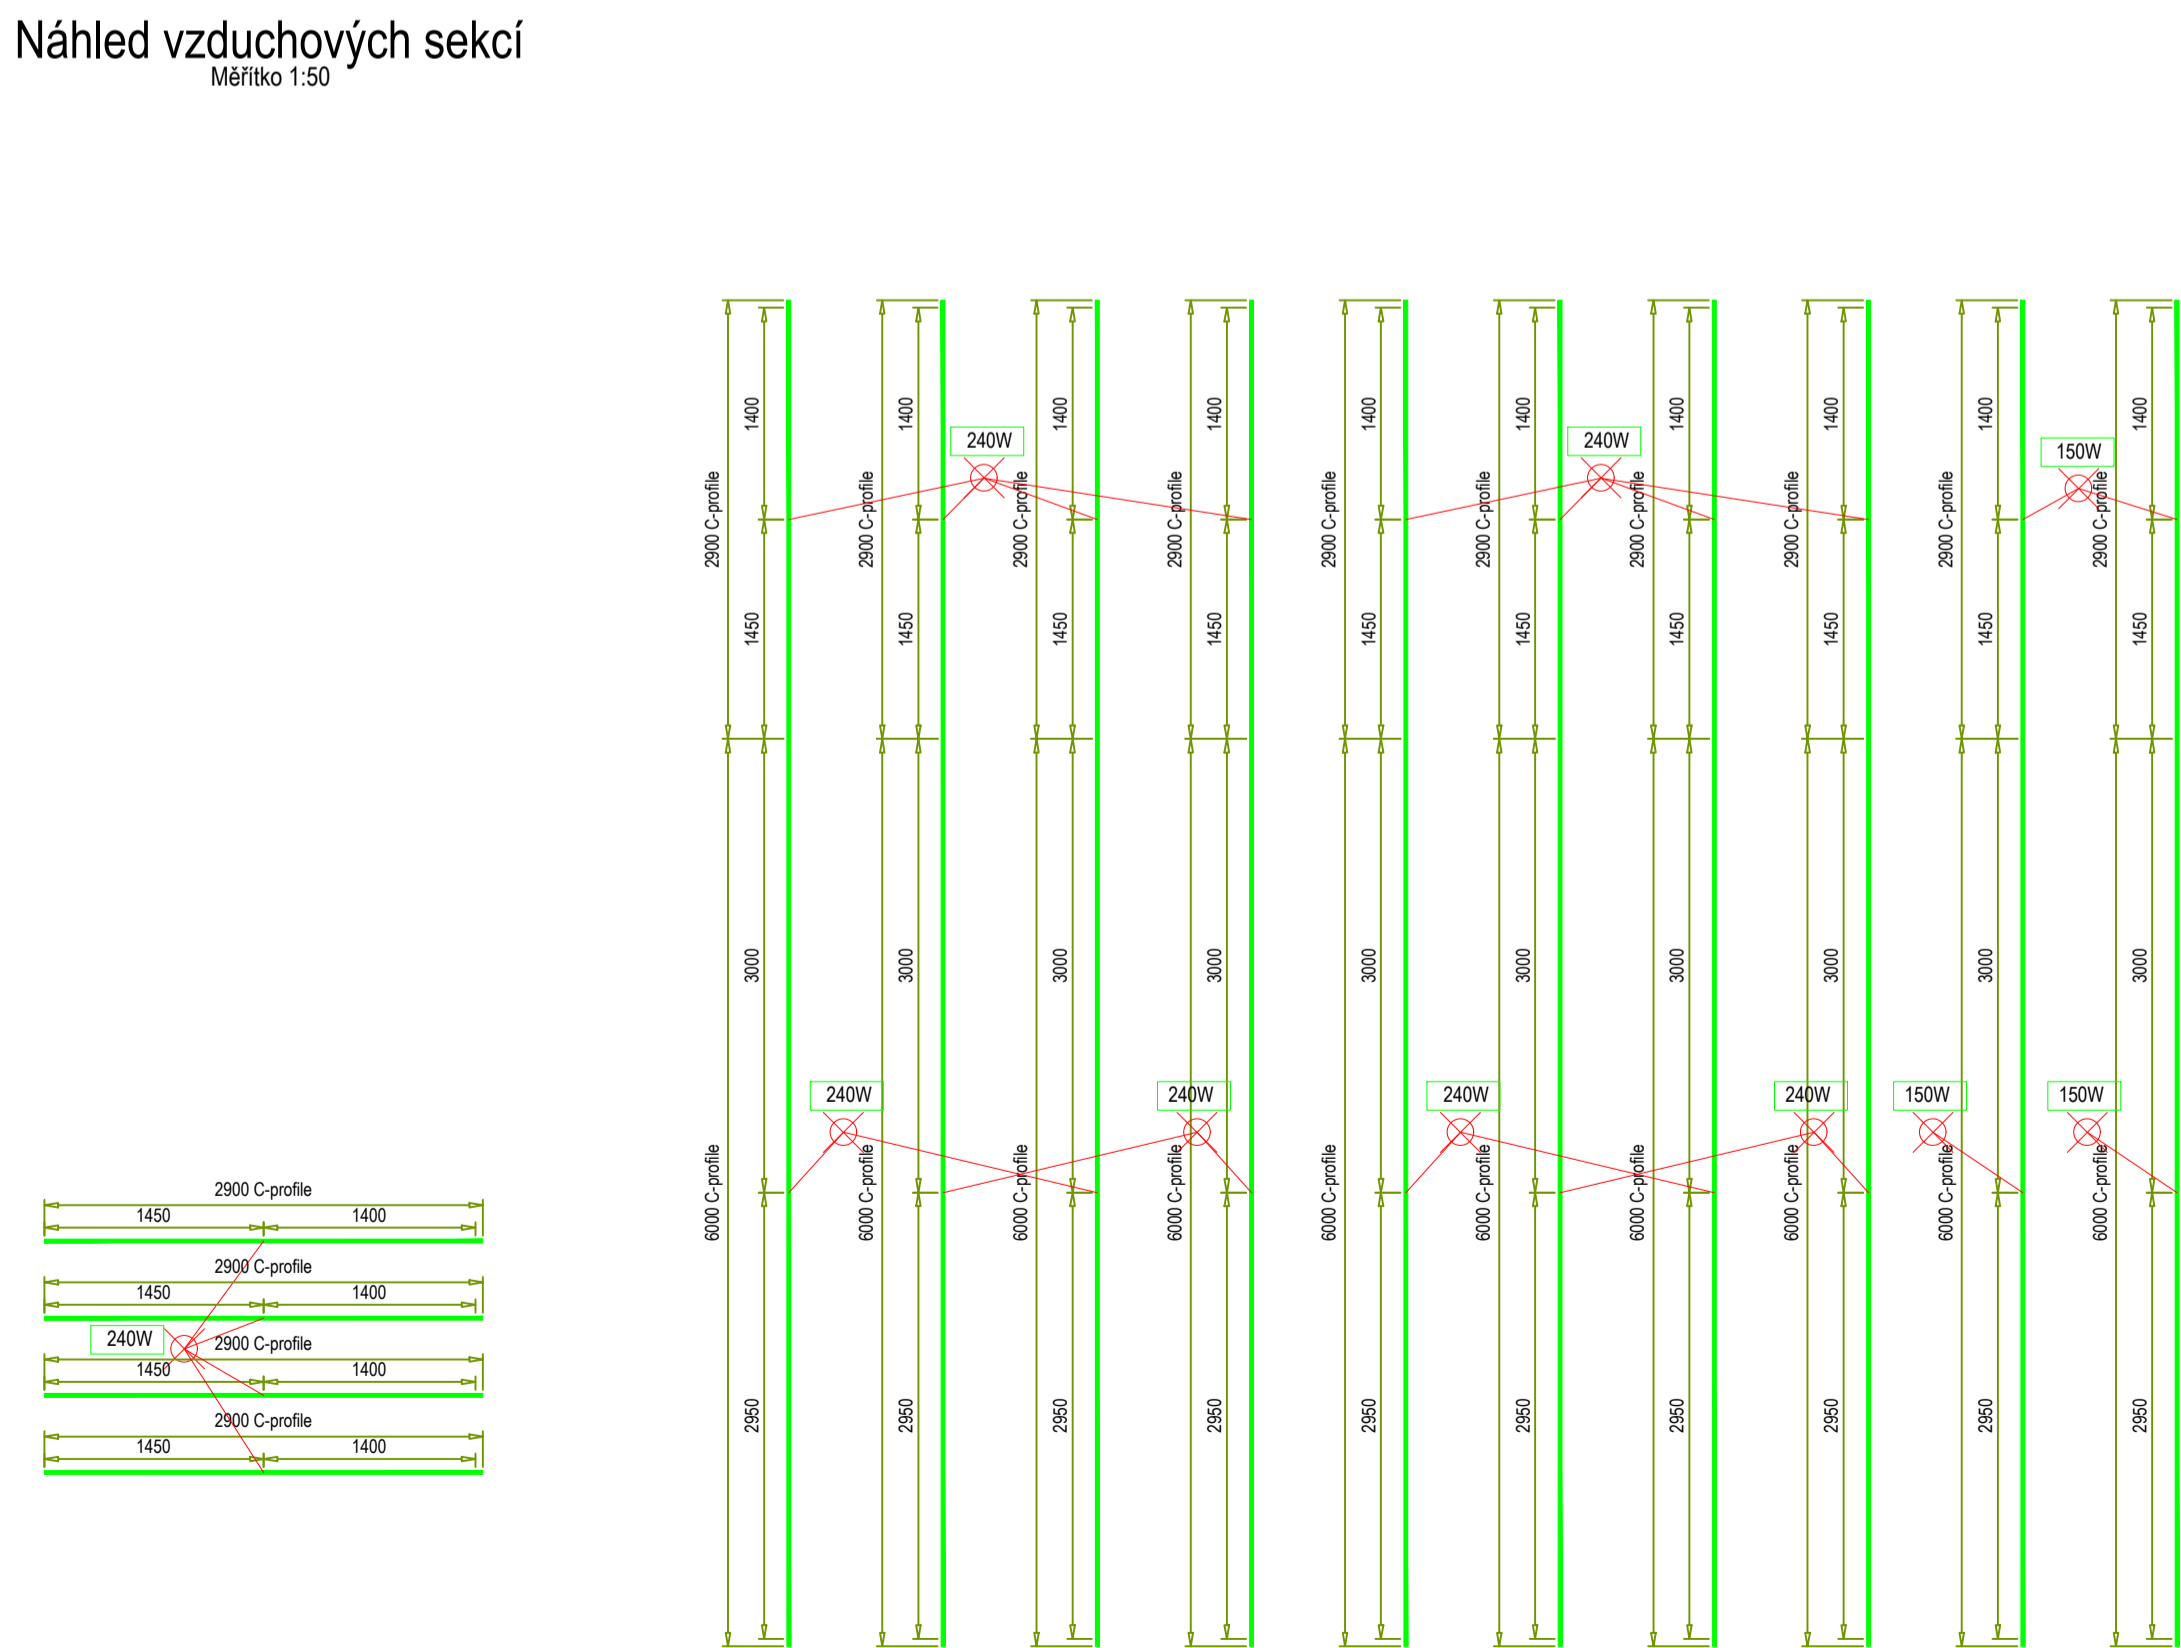 Náhled vzduchových sekcí
Měřítko 1:50
1400 1400 1400 1400 1400 1400 1400 1400 1400 1400
240W 240W 150W
2900 C-profile 2900 C-profile 2900 C-profile 2900 C-profile 2900 C-profile 2900 C-profile 2900 C-profile 2900 C-profile 2900 C-profile 2900 C-profile
1450 1450 1450 1450 1450 1450 1450 1450 1450 1450
3000 3000 3000 3000 3000 3000 3000 3000 3000 3000
240W 240W 240W 240W 150W 150W
6000 C-profile 6000 C-profile 6000 C-profile 6000 C-profile 6000 C-profile 6000 C-profile 6000 C-profile 6000 C-profile 6000 C-profile 6000 C-profile
2950 2950 2950 2950 2950 2950 2950 2950 2950 2950
2900 C-profile
1450 1400
2900 C-profile
1450 1400
240W 2900 C-profile
1450 1400
2900 C-profile
1450 1400